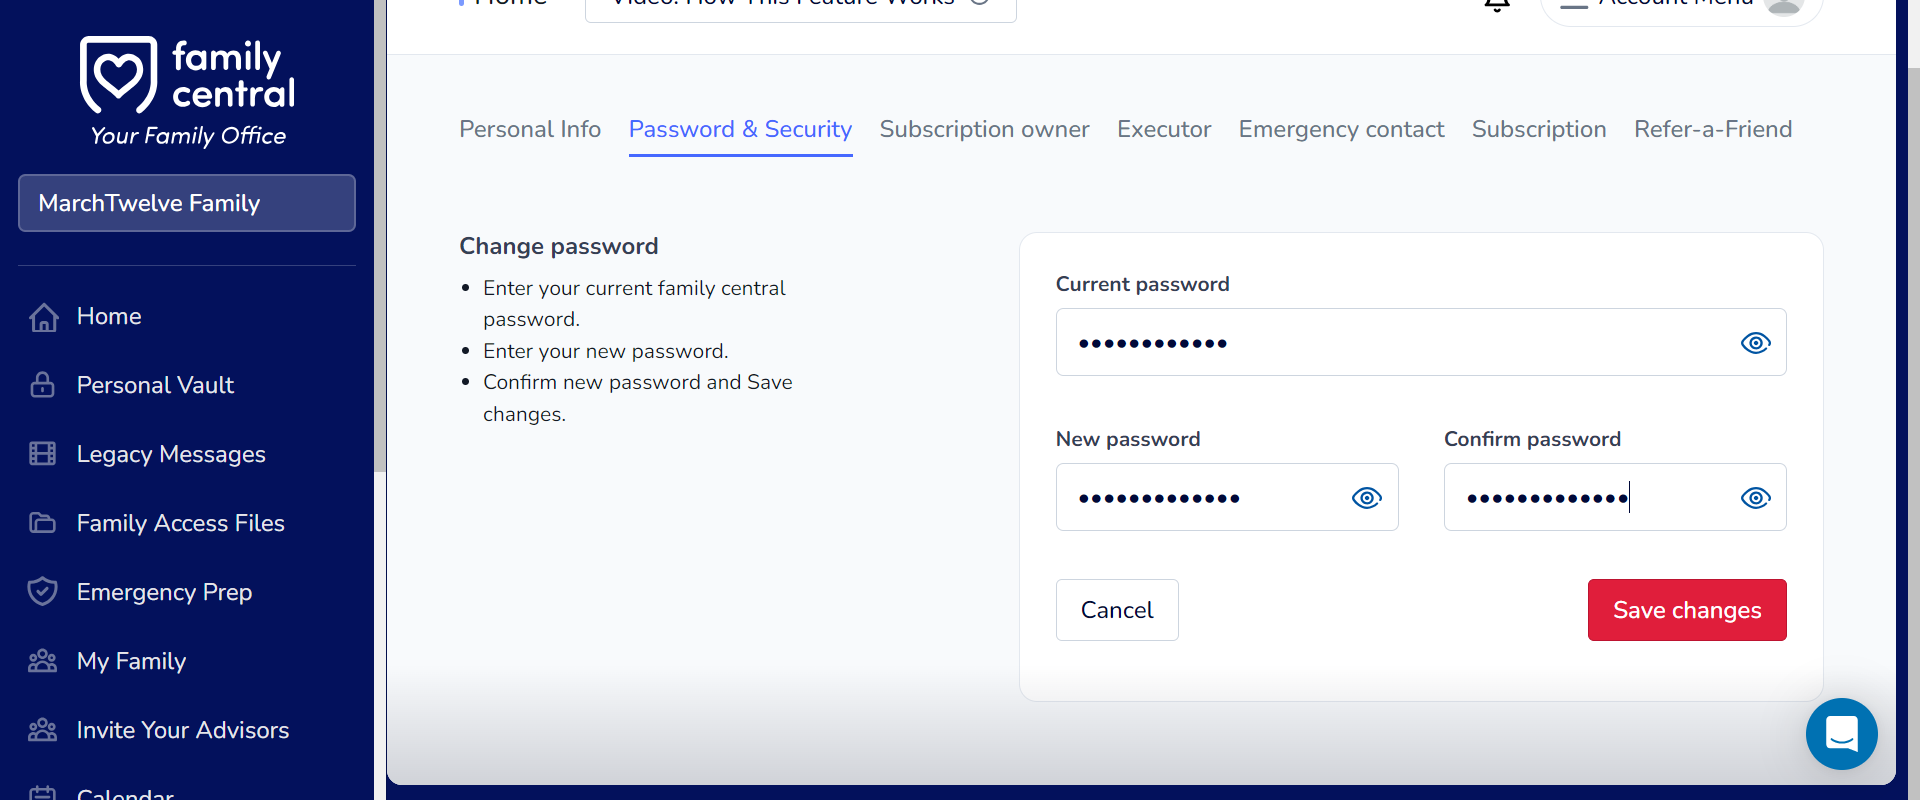 family
central
Your Family Office
MarchTwelve Family
Home
Personal Vault
Legacy Messages
Family Access Files
Emergency Prep
My Family
Invite Your Advisors
Calendar
Home
Video: How This Feature Works
Account Menu
Personal Info
Password & Security
Subscription owner
Executor
Emergency contact
Subscription
Refer-a-Friend
Change password
• Enter your current family central
password.
• Enter your new password.
• Confirm new password and Save
changes.
Current password
••••••••••••
New password
•••••••••••••
Confirm password
•••••••••••••
Cancel
Save changes